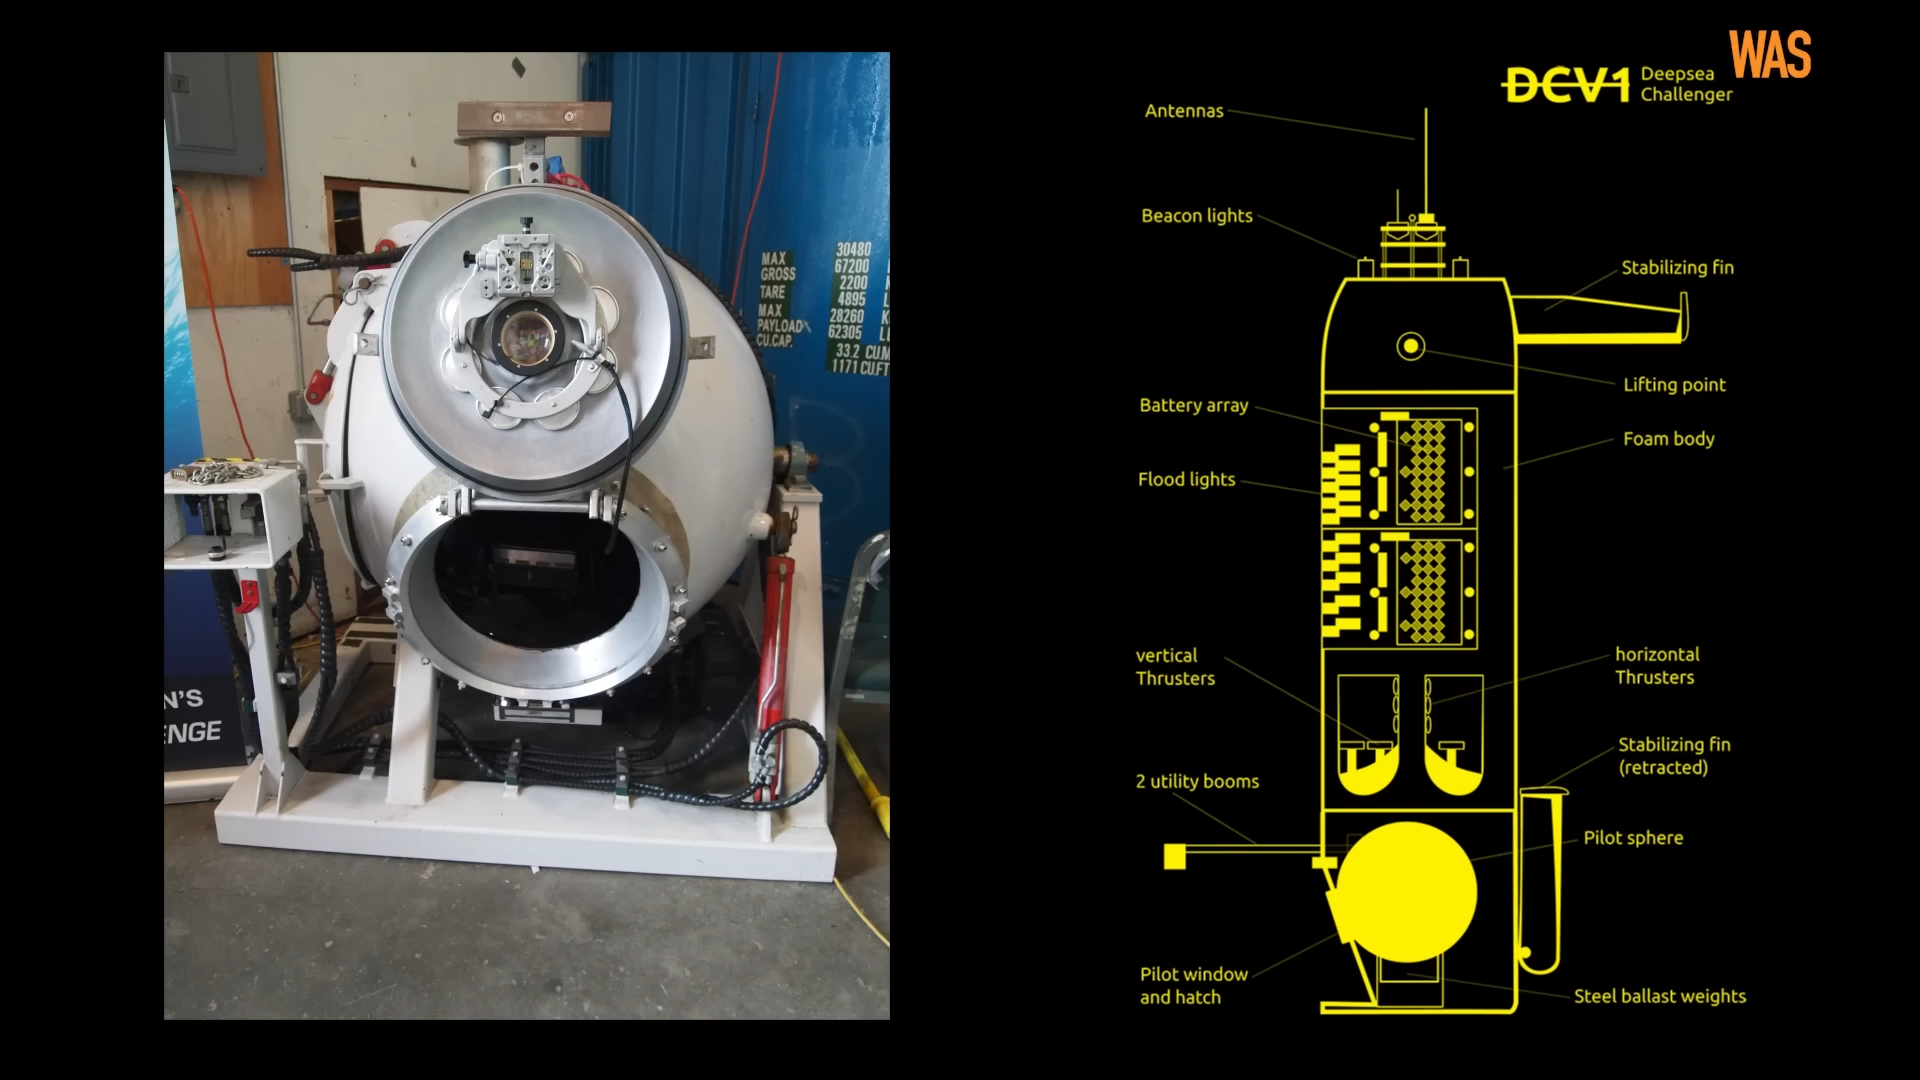 WAS
DCV1 Deepsea
Challenger
Antennas
Beacon lights
Stabilizing fin
Lifting point
Battery array
Foam body
Flood lights
vertical
Thrusters
horizontal
Thrusters
Stabilizing fin
(retracted)
2 utility booms
Pilot sphere
Pilot window
and hatch
Steel ballast weights
MAX
GROSS
TARE
MAX
PAYLOAD
CU.CAP.
30480
67200
2200
4895
28260
62305
33.2 CU.M
1171 CU.FT
N'S
ENGE